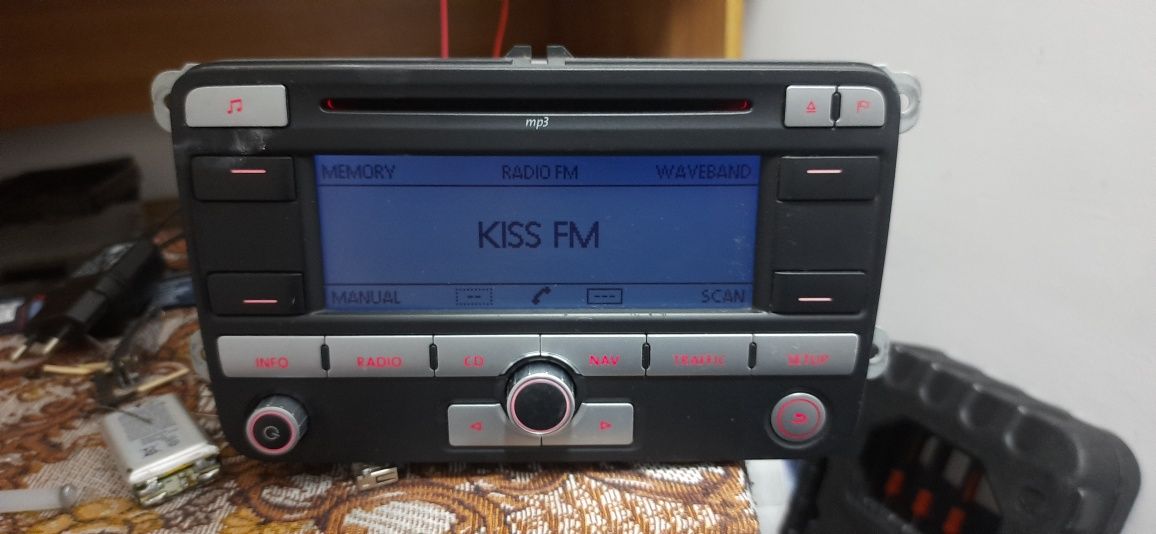 mp3
MEMORY RADIO FM WAVEBAND
KISS FM
MANUAL -- --- SCAN
INFO RADIO CD NAV TRAFFIC SETUP